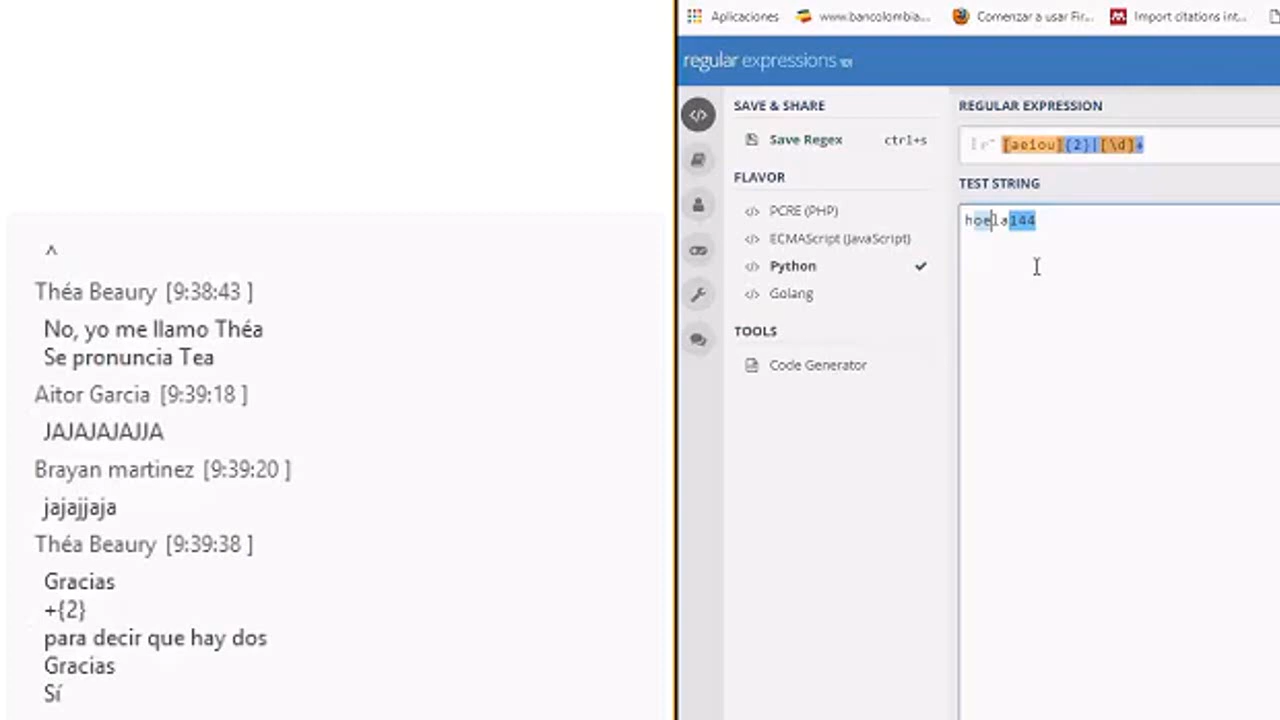 ^
Théa Beaury [9:38:43 ]
No, yo me llamo Théa
Se pronuncia Tea
Aitor Garcia [9:39:18 ]
JAJAJAJAJJA
Brayan martinez [9:39:20 ]
jajajjaja
Théa Beaury [9:39:38 ]
Gracias
+{2}
para decir que hay dos
Gracias
Sí
Aplicaciones
www.bancolombia...
Comenzar a usar Fir...
Import citations int...
regular expressions 101
SAVE & SHARE
Save Regex ctrl+s
FLAVOR
PCRE (PHP)
ECMAScript (JavaScript)
Python
Golang
TOOLS
Code Generator
REGULAR EXPRESSION
[aeiou]{2}|[\d]+
TEST STRING
hoela144